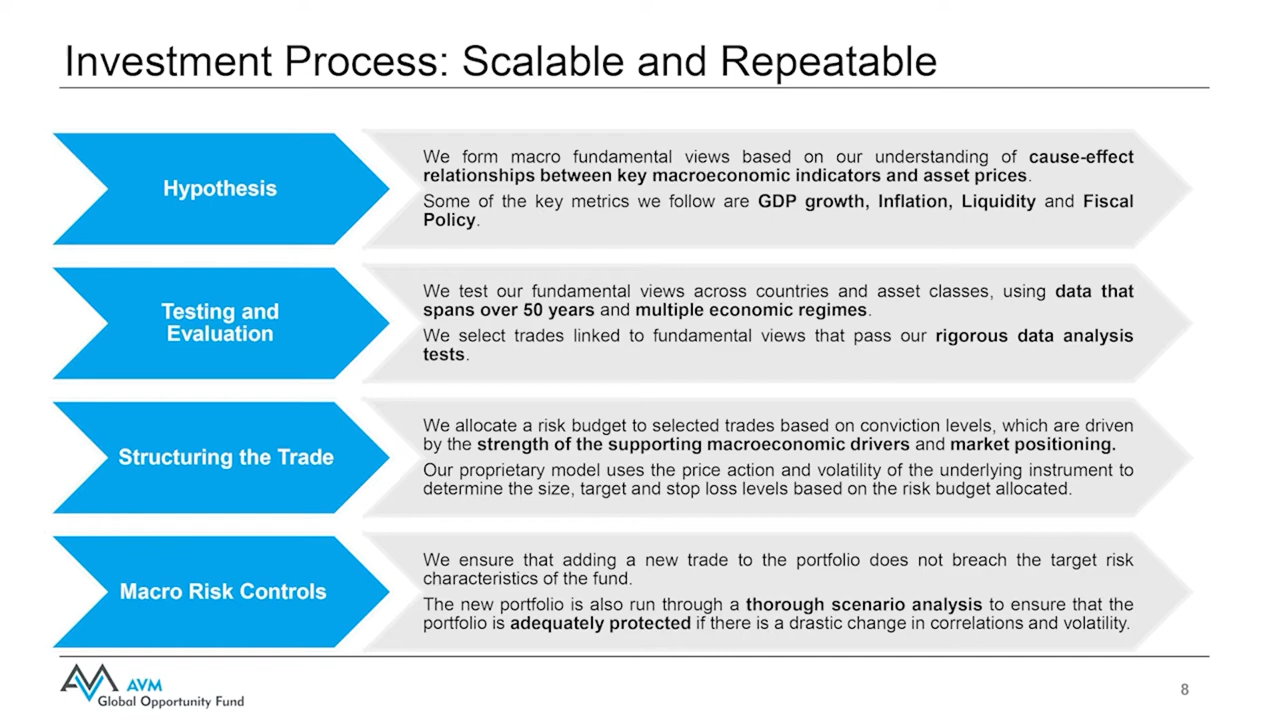 Investment Process: Scalable and Repeatable
Hypothesis
We form macro fundamental views based on our understanding of cause-effect
relationships between key macroeconomic indicators and asset prices.
Some of the key metrics we follow are GDP growth, Inflation, Liquidity and Fiscal
Policy.
Testing and
Evaluation
We test our fundamental views across countries and asset classes, using data that
spans over 50 years and multiple economic regimes.
We select trades linked to fundamental views that pass our rigorous data analysis
tests.
Structuring the Trade
We allocate a risk budget to selected trades based on conviction levels, which are driven
by the strength of the supporting macroeconomic drivers and market positioning.
Our proprietary model uses the price action and volatility of the underlying instrument to
determine the size, target and stop loss levels based on the risk budget allocated.
Macro Risk Controls
We ensure that adding a new trade to the portfolio does not breach the target risk
characteristics of the fund.
The new portfolio is also run through a thorough scenario analysis to ensure that the
portfolio is adequately protected if there is a drastic change in correlations and volatility.
AVM
Global Opportunity Fund
8